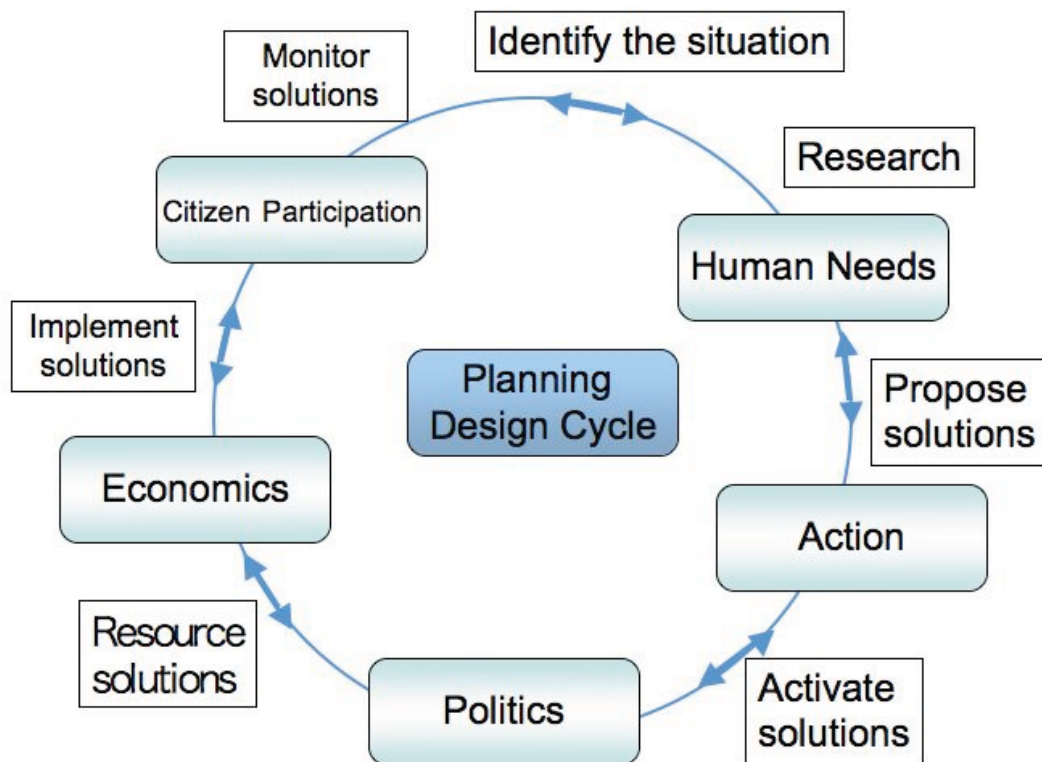 Identify the situation
Monitor
solutions
Research
Citizen Participation
Human Needs
Implement
solutions
Planning
Design Cycle
Propose
solutions
Economics
Action
Resource
solutions
Politics
Activate
solutions